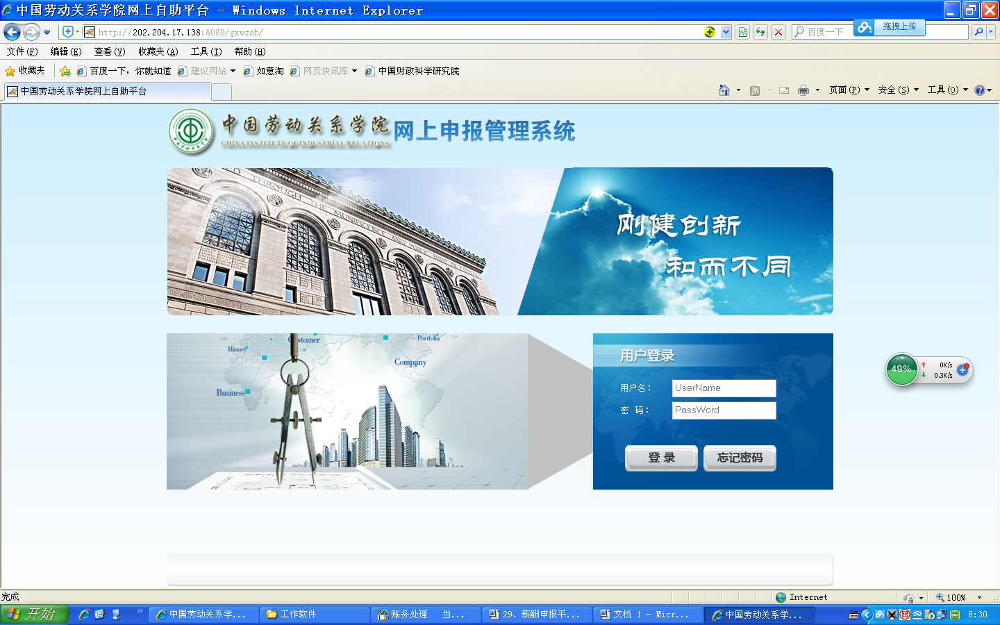 中国劳动关系学院网上自助平台 - Windows Internet Explorer
http://202.204.17.138:8080/gxwssb/
百度一下
拖拽上传
文件(F) 编辑(E) 查看(V) 收藏夹(A) 工具(T) 帮助(H)
收藏夹 百度一下，你就知道 建议网站 如意淘 网页快讯库 中国财政科学研究院
中国劳动关系学院网上自助平台
页面(P) 安全(S) 工具(O)
中国劳动关系学院 网上申报管理系统
CHINA INSTITUTE OF INDUSTRIAL RELATIONS
THROUGH THE MUNIFICENCE AND PUBLIC SPIRIT OF
刚健创新
和而不同
Customer
Portfolio
History
Company
Business
用户登录
用户名： UserName
密 码： PassWord
登 录 忘记密码
49% 0K/s
0.3K/s
完成 Internet 100%
开始 中国劳动关系学... 工作软件 账务处理 当... 29、薪酬申报平... 文档 1 - Micr... 中国劳动关系学... 8:30